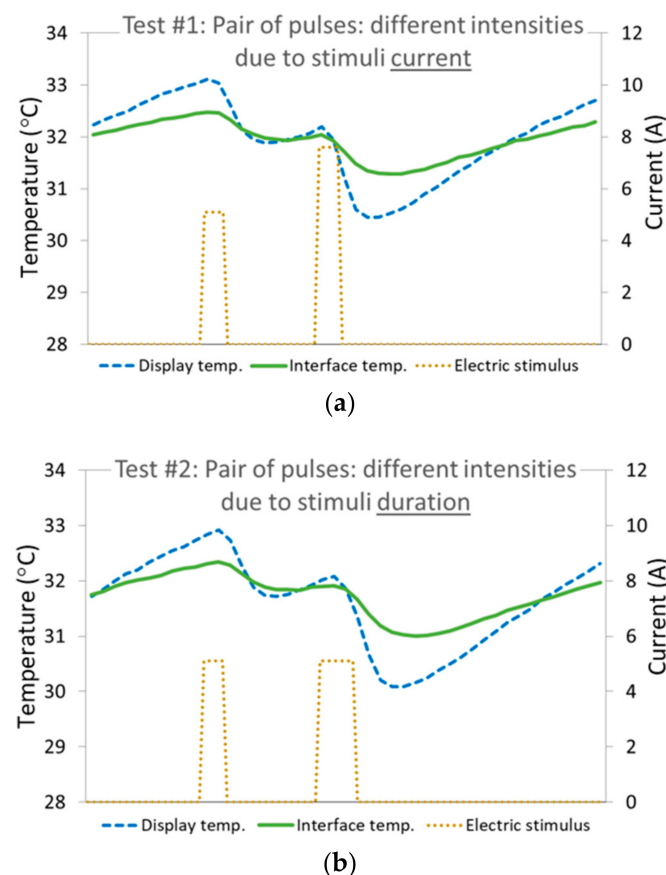 (a)
Test #1: Pair of pulses: different intensities
due to stimuli current
Temperature (°C)
34
33
32
31
30
29
28
12
10
8
6
4
2
0
Current (A)
Display temp. Interface temp. Electric stimulus
(a)
Test #2: Pair of pulses: different intensities
due to stimuli duration
Temperature (°C)
34
33
32
31
30
29
28
12
10
8
6
4
2
0
Current (A)
Display temp. Interface temp. Electric stimulus
(b)